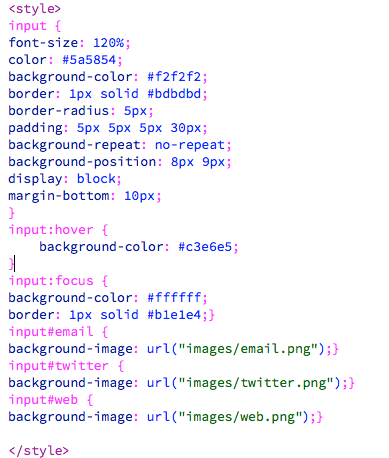 <style>
input {
font-size: 120%;
color: #5a5854;
background-color: #f2f2f2;
border: 1px solid #bdbdbd;
border-radius: 5px;
padding: 5px 5px 5px 30px;
background-repeat: no-repeat;
background-position: 8px 9px;
display: block;
margin-bottom: 10px;
}
input:hover {
    background-color: #c3e6e5;
}
input:focus {
background-color: #ffffff;
border: 1px solid #b1e1e4;}
input#email {
background-image: url("images/email.png");}
input#twitter {
background-image: url("images/twitter.png");}
input#web {
background-image: url("images/web.png");}

</style>